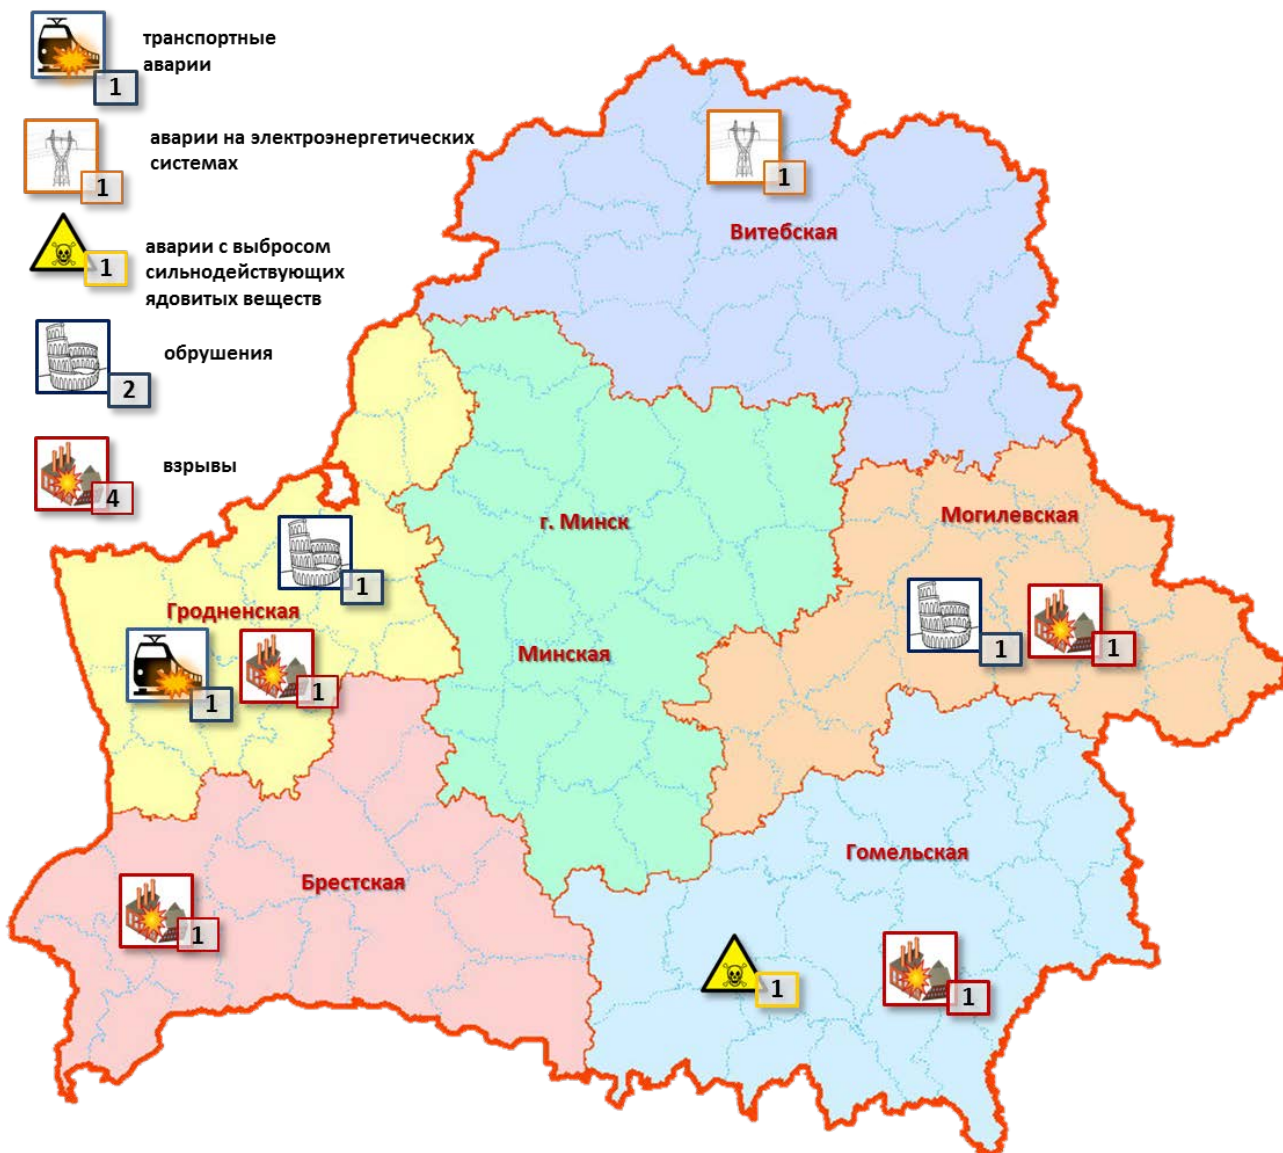 транспортные
аварии
1
аварии на электроэнергетических
системах
1
аварии с выбросом
сильнодействующих
ядовитых веществ
1
обрушения
2
взрывы
4
1
Витебская
г. Минск
Могилевская
1
Гродненская
1
1
1
1
Минская
1
Гомельская
Брестская
1
1
1